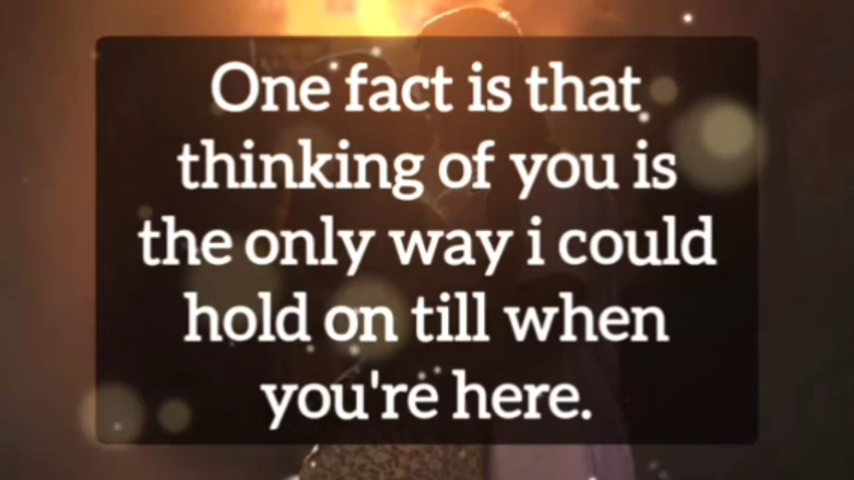 One fact is that
thinking of you is
the only way i could
hold on till when
you're here.